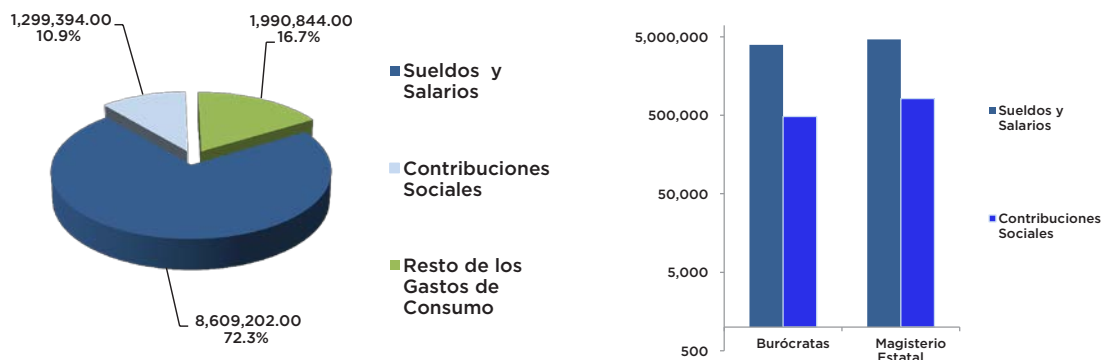 1,299,394.00
10.9%
1,990,844.00
16.7%
Sueldos y
Salarios
Contribuciones
Sociales
Resto de los
Gastos de
Consumo
8,609,202.00
72.3%
5,000,000
500,000
50,000
5,000
500
Burócratas
Magisterio
Estatal
Sueldos y
Salarios
Contribuciones
Sociales